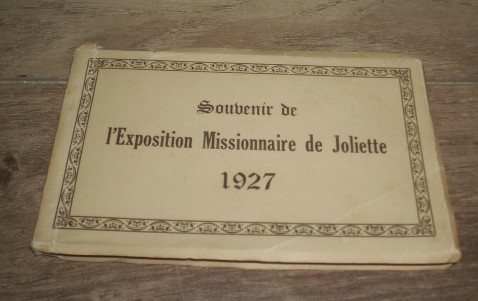 Souvenir de
l'Exposition Missionnaire de Joliette
1927